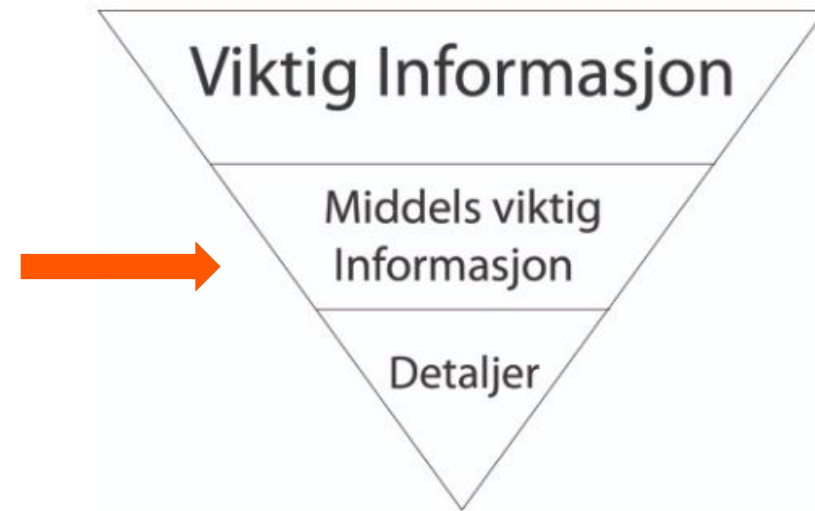 Viktig Informasjon
Middels viktig
Informasjon
Detaljer